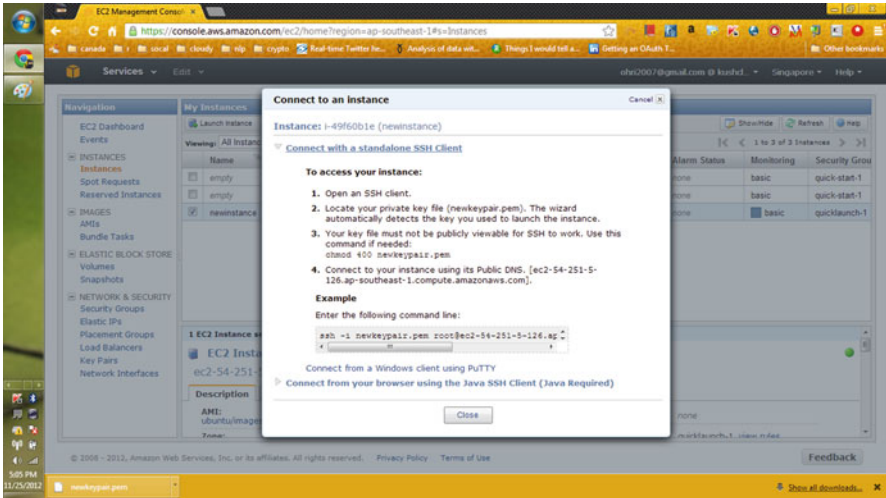 EC2 Management Consol
https://console.aws.amazon.com/ec2/home?region=ap-southeast-1#s=Instances
canada
cloudy
nlp
crypto
Real-time Twitter he...
Analysis of data wit...
Things I would tell a...
Getting an OAuth T...
Other bookmarks
Services
Edit
Singapore
Help
Navigation
EC2 Dashboard
Events
INSTANCES
Instances
Spot Requests
Reserved Instances
IMAGES
AMIs
Bundle Tasks
ELASTIC BLOCK STORE
Volumes
Snapshots
NETWORK & SECURITY
Security Groups
Elastic IPs
Placement Groups
Load Balancers
Key Pairs
Network Interfaces
My Instances
Launch Instance
Viewing: All Instanc
Name
empty
empty
newinstance
1 EC2 Instance se
EC2 Insta
ec2-54-251-5
Description
AMI:
ubuntu/images
Zone:
Connect to an instance
Cancel
Instance: i-49f60b1e (newinstance)
Connect with a standalone SSH Client
To access your instance:
1. Open an SSH client.
2. Locate your private key file (newkeypair.pem). The wizard
automatically detects the key you used to launch the instance.
3. Your key file must not be publicly viewable for SSH to work. Use this
command if needed:
chmod 400 newkeypair.pem
4. Connect to your instance using its Public DNS. [ec2-54-251-5-
126.ap-southeast-1.compute.amazonaws.com].
Example
Enter the following command line:
ssh -i newkeypair.pem root@ec2-54-251-5-126.ap
Connect from a Windows client using PuTTY
Connect from your browser using the Java SSH Client (Java Required)
Close
Show/Hide
Refresh
Help
1 to 3 of 3 Instances
Alarm Status
Monitoring
Security Grou
none
basic
quick-start-1
none
basic
quick-start-1
none
basic
quicklaunch-1
none
quicklaunch-1. view rules
© 2008 - 2012, Amazon Web Services, Inc. or its affiliates. All rights reserved.
Privacy Policy
Terms of Use
Feedback
5:05 PM
11/25/2012
newkeypair.pem
Show all downloads...